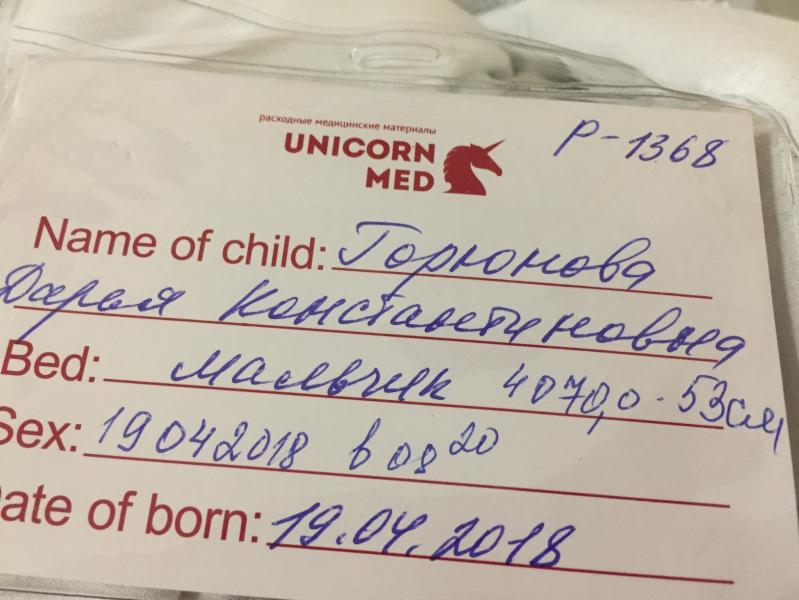 расходные медицинские материалы
UNICORN
MED
P-1368
Name of child: Горюнова
Дарья Константиновна
Bed: мальчик 4070,0 - 53см
Sex: 19042018 в 08 20
Date of born: 19.04.2018